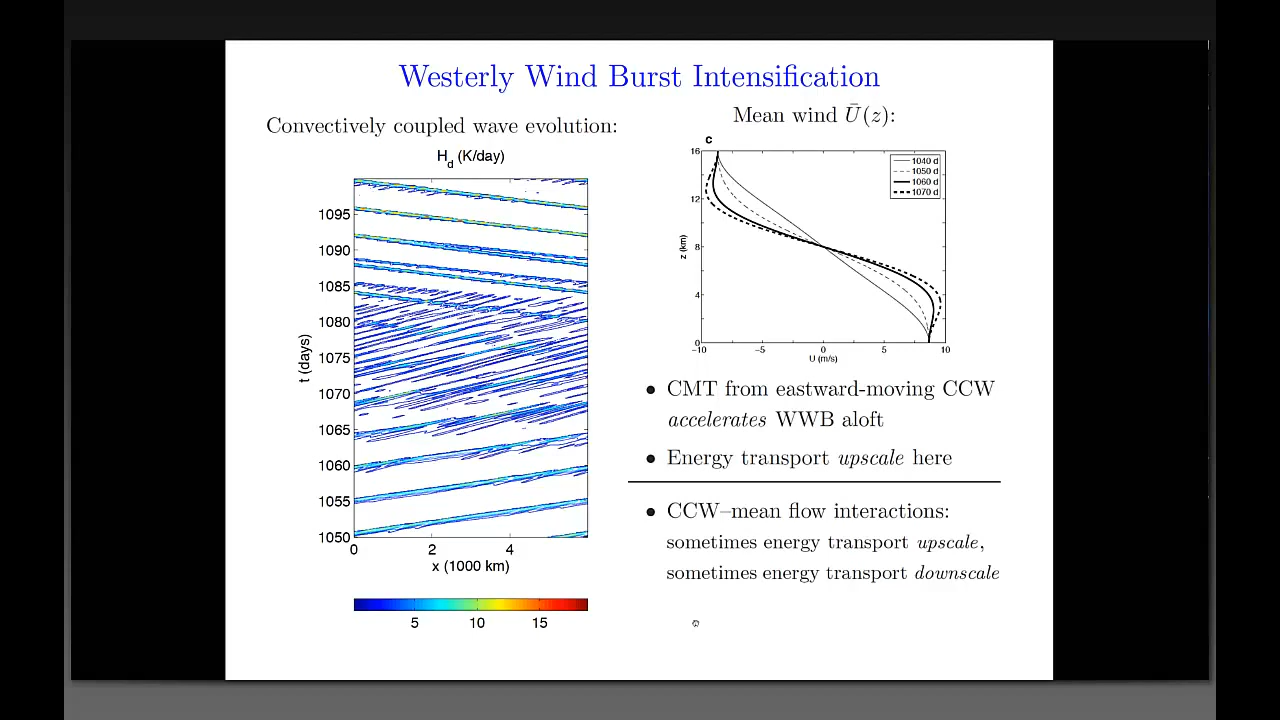 Westerly Wind Burst Intensification
Convectively coupled wave evolution:
H_d (K/day)
1095
1090
1085
1080
1075
1070
1065
1060
1055
1050
t (days)
0 2 4
x (1000 km)
5 10 15
Mean wind Ū(z):
c
16
12
8
4
0
z (km)
1040 d
1050 d
1060 d
1070 d
−10 −5 0 5 10
U (m/s)
• CMT from eastward-moving CCW
accelerates WWB aloft
• Energy transport upscale here
• CCW–mean flow interactions:
sometimes energy transport upscale,
sometimes energy transport downscale